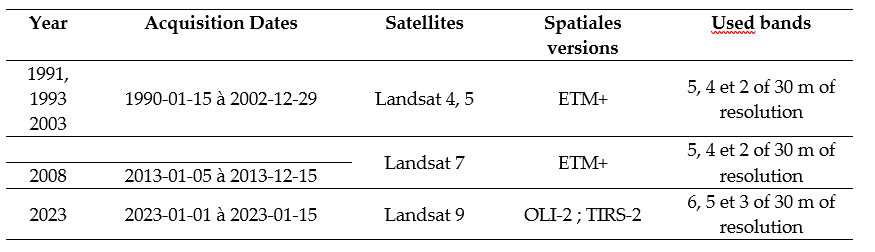 Year Acquisition Dates Satellites Spatiales versions Used bands
1991,
1993
2003
1990-01-15 à 2002-12-29 Landsat 4, 5 ETM+ 5, 4 et 2 of 30 m of
resolution
Landsat 7 ETM+ 5, 4 et 2 of 30 m of
resolution
2008 2013-01-05 à 2013-12-15
2023 2023-01-01 à 2023-01-15 Landsat 9 OLI-2 ; TIRS-2 6, 5 et 3 of 30 m of
resolution